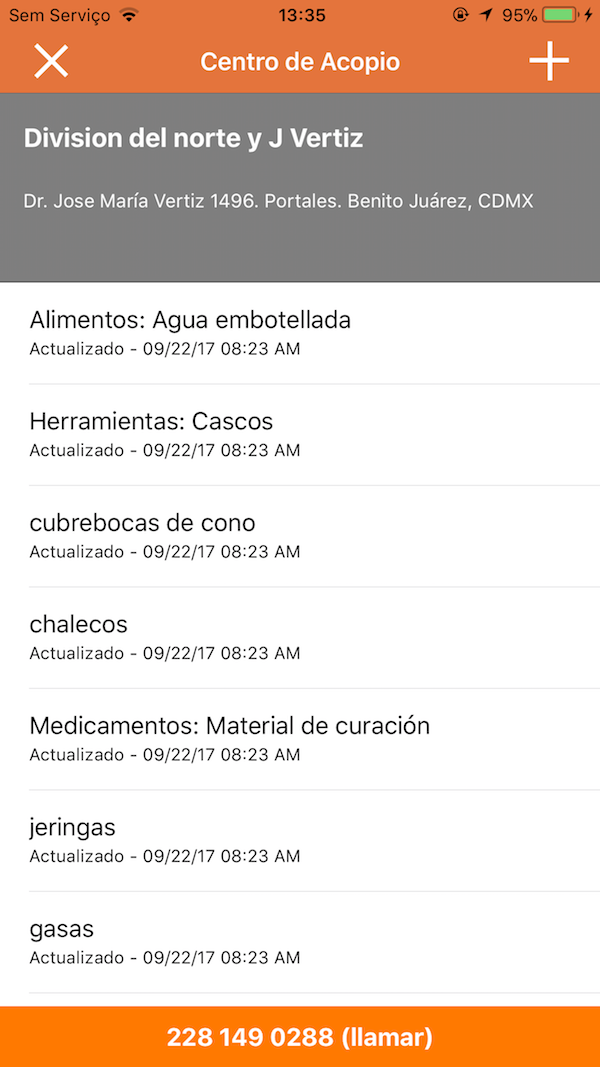 Sem Serviço 13:35 95%
Centro de Acopio
Division del norte y J Vertiz
Dr. Jose María Vertiz 1496. Portales. Benito Juárez, CDMX
Alimentos: Agua embotellada
Actualizado - 09/22/17 08:23 AM
Herramientas: Cascos
Actualizado - 09/22/17 08:23 AM
cubrebocas de cono
Actualizado - 09/22/17 08:23 AM
chalecos
Actualizado - 09/22/17 08:23 AM
Medicamentos: Material de curación
Actualizado - 09/22/17 08:23 AM
jeringas
Actualizado - 09/22/17 08:23 AM
gasas
Actualizado - 09/22/17 08:23 AM
228 149 0288 (llamar)